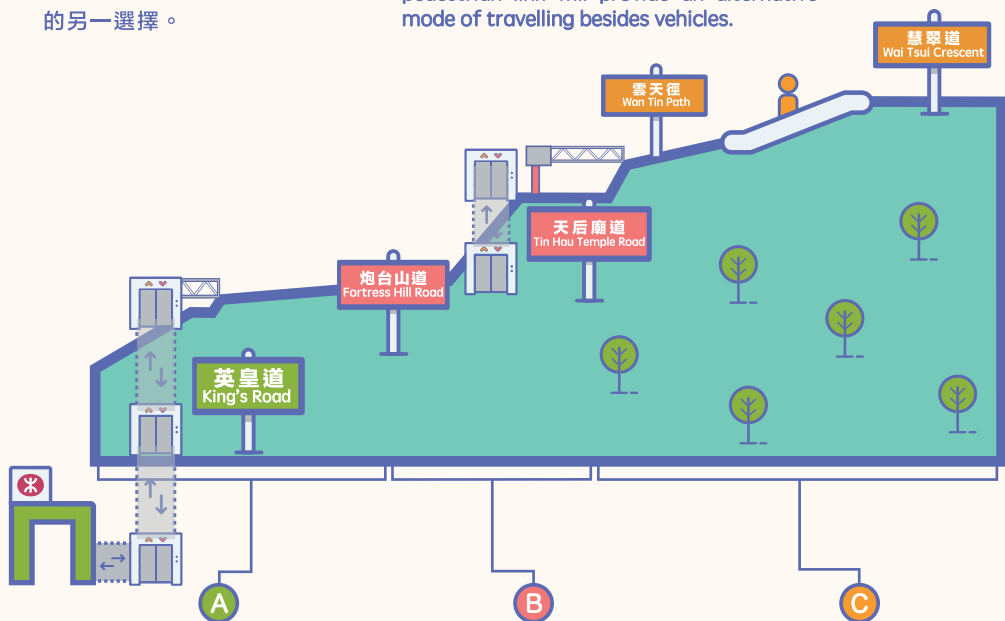 的另一選擇。
mode of travelling besides vehicles.
慧翠道
Wai Tsui Crescent
雲天徑
Wan Tin Path
天后廟道
Tin Hau Temple Road
炮台山道
Fortress Hill Road
英皇道
King's Road
A
B
C